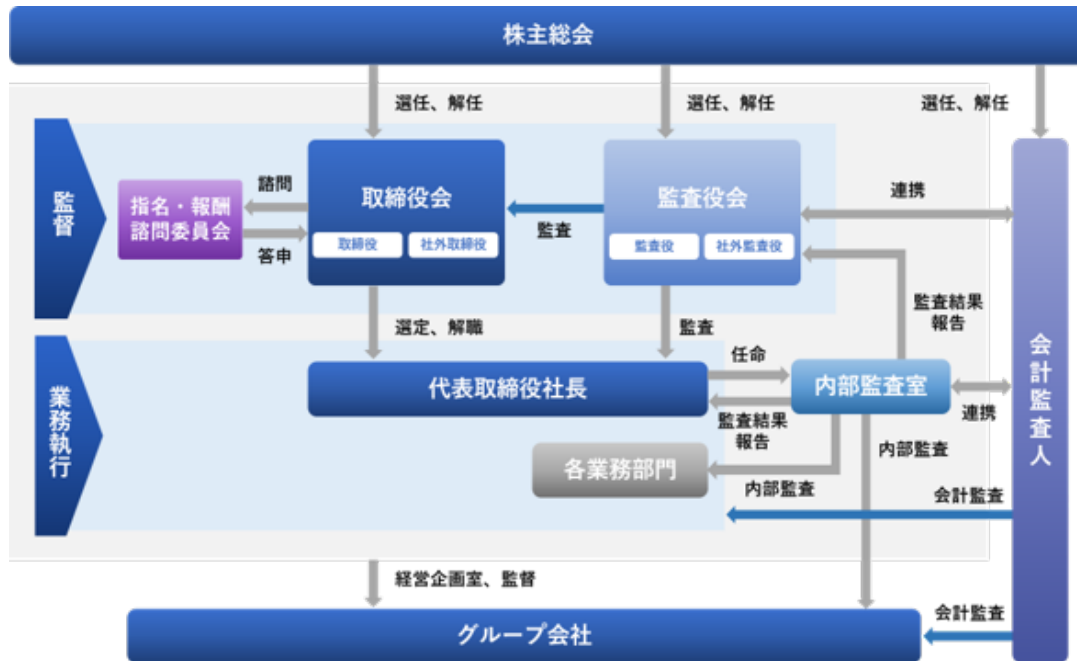 株主総会
選任、解任
選任、解任
選任、解任
監督
指名・報酬
諮問委員会
諮問
答申
取締役会
取締役
社外取締役
監査
監査役会
監査役
社外監査役
連携
監査結果
報告
会計監査人
選定、解職
監査
業務執行
代表取締役社長
任命
監査結果
報告
内部監査室
連携
内部監査
各業務部門
内部監査
会計監査
経営企画室、監督
グループ会社
会計監査